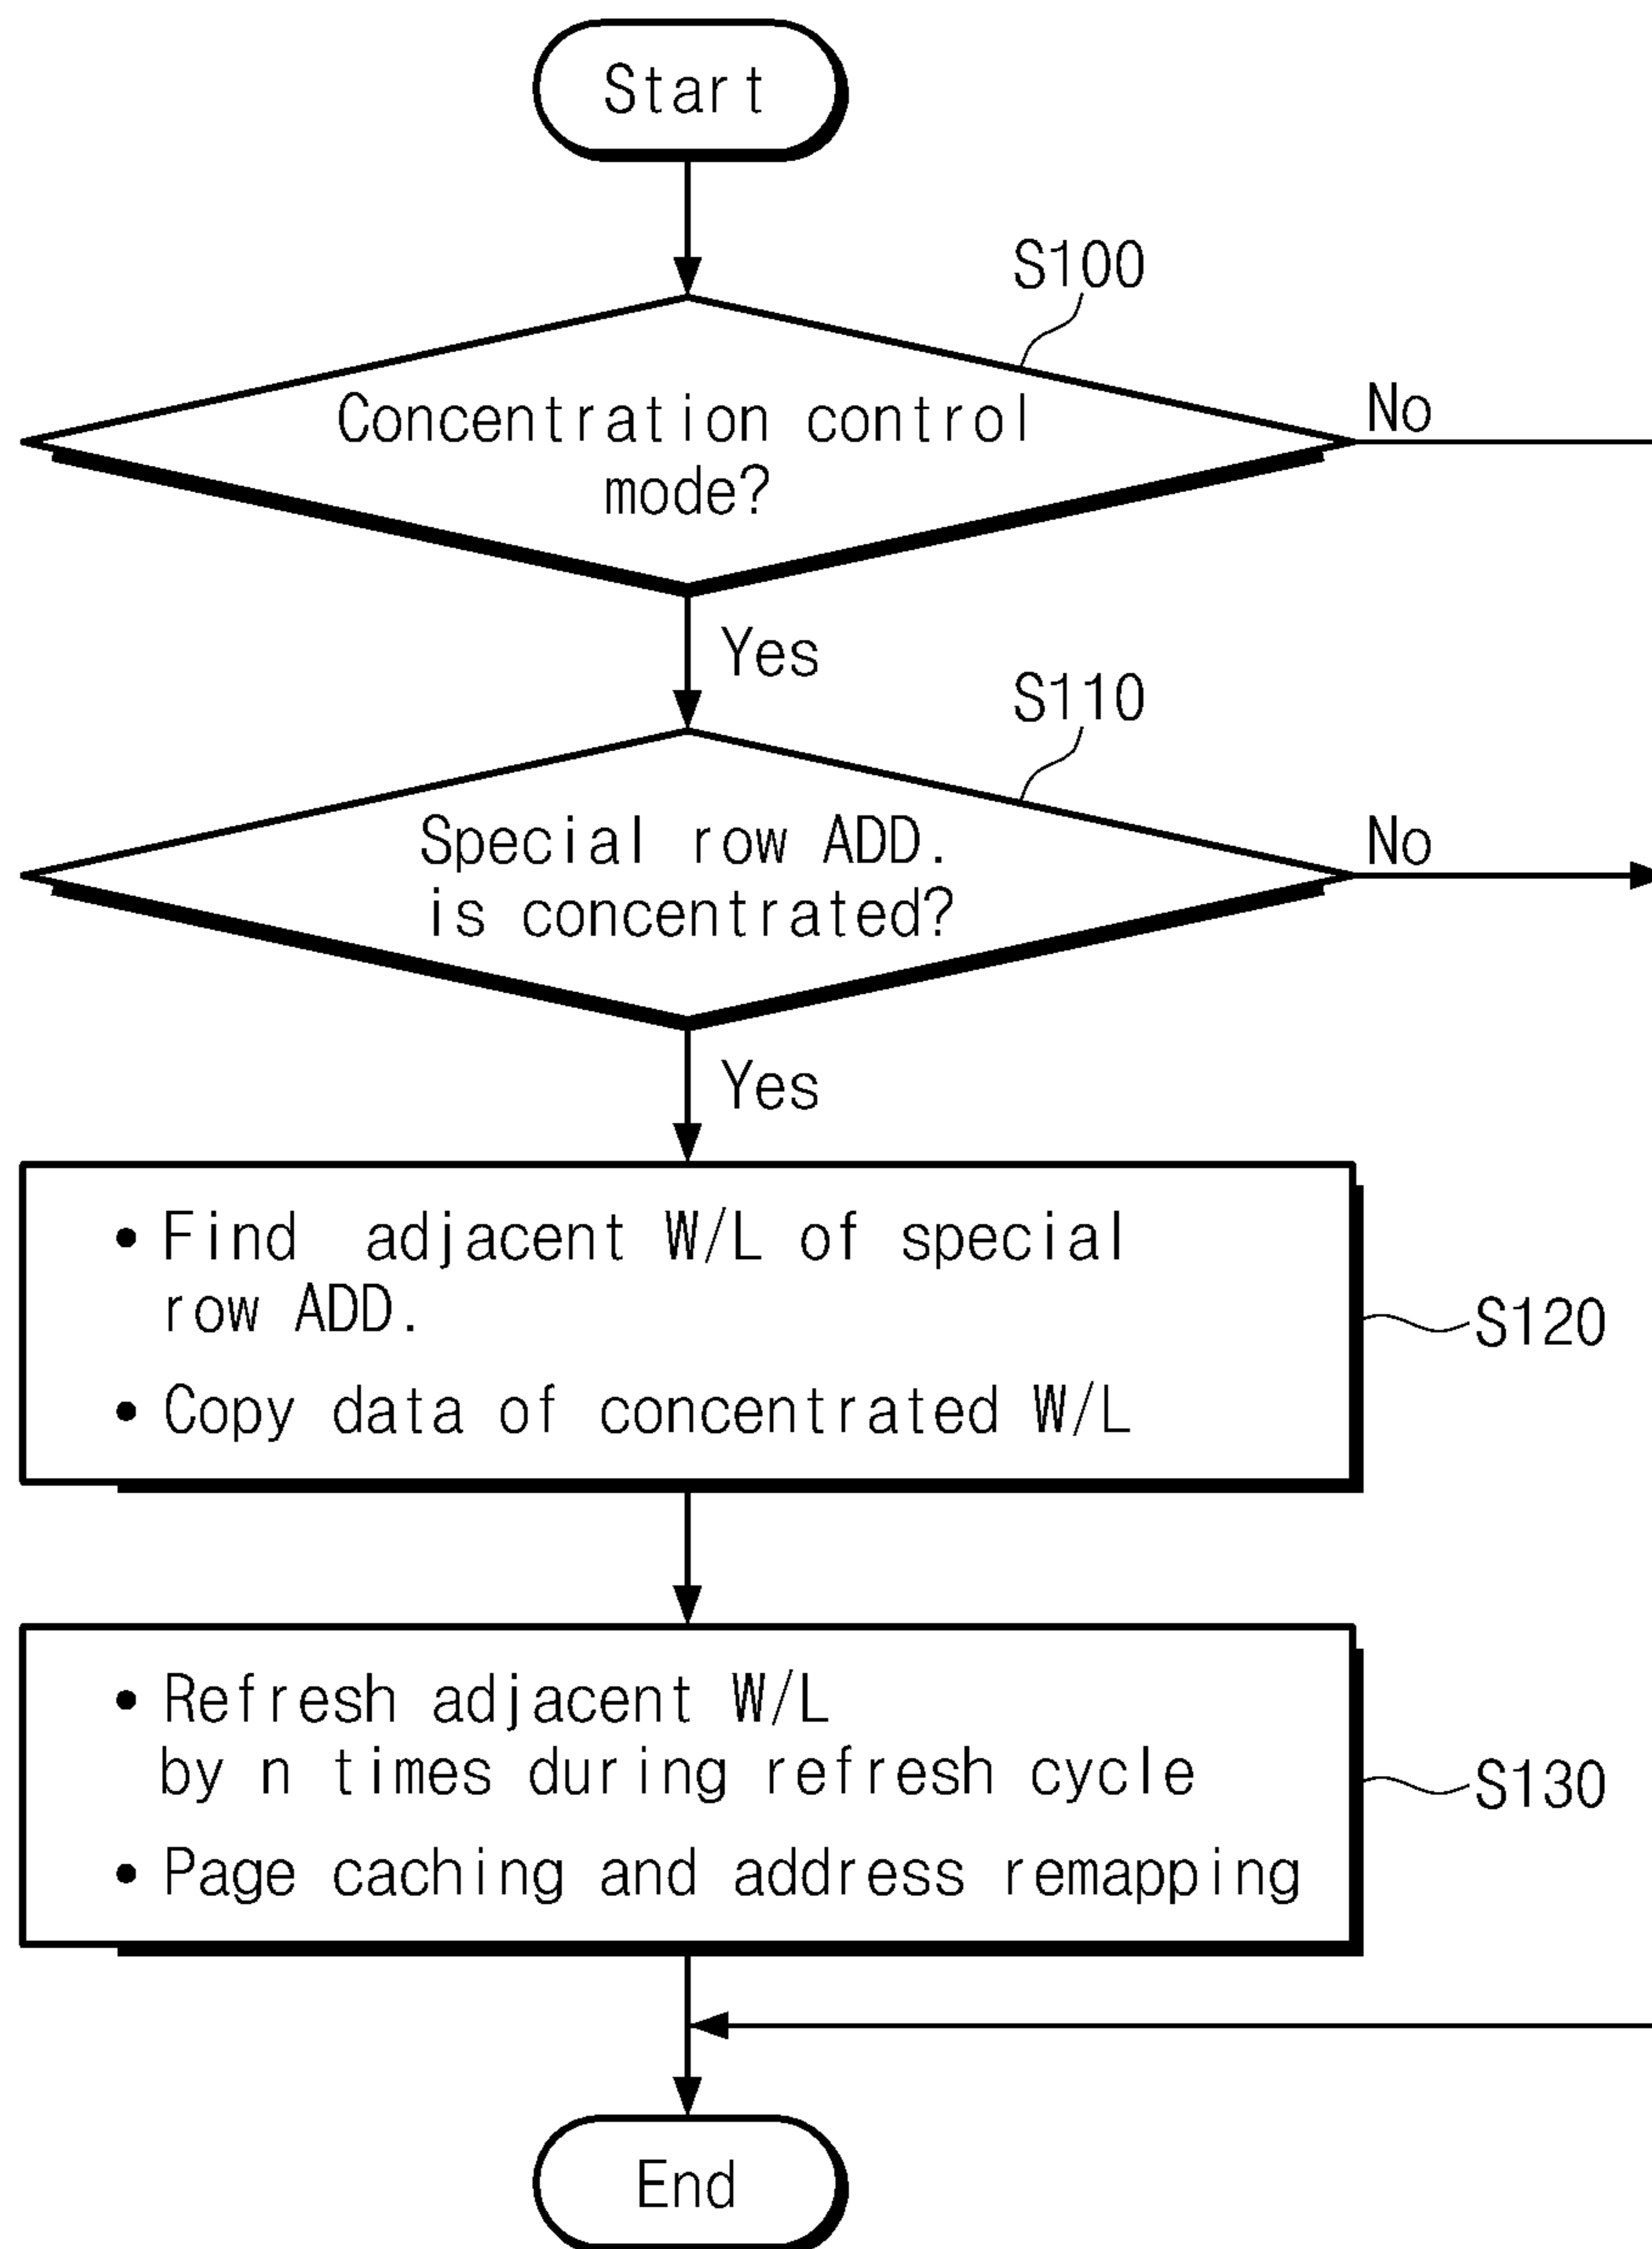 Start
S100
Concentration control
mode?
No
Yes
S110
Special row ADD.
is concentrated?
No
Yes
• Find adjacent W/L of special
row ADD.
• Copy data of concentrated W/L
S120
• Refresh adjacent W/L
by n times during refresh cycle
• Page caching and address remapping
S130
End